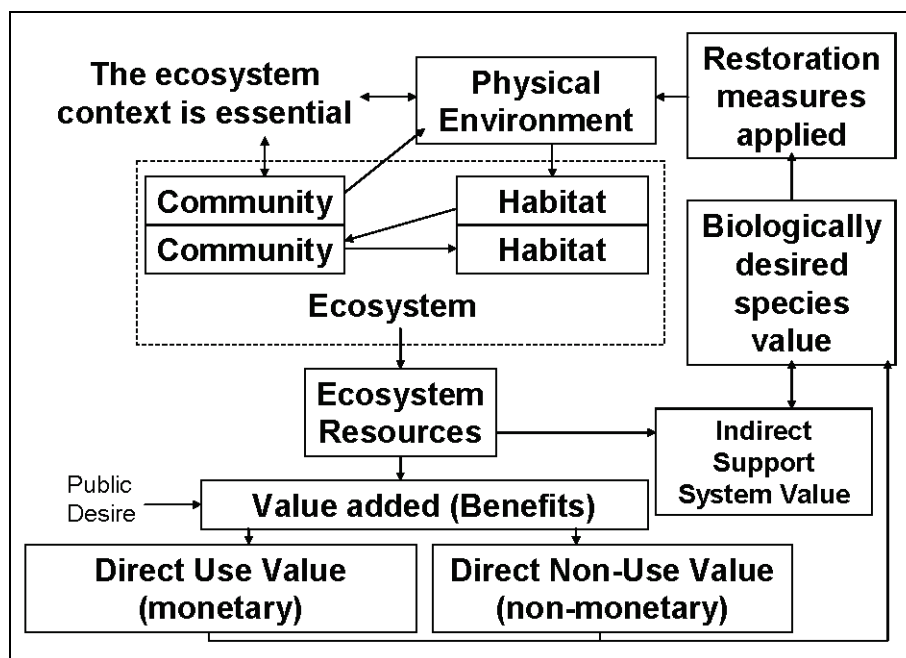 The ecosystem
context is essential
Physical
Environment
Restoration
measures
applied
Community
Habitat
Community
Habitat
Ecosystem
Biologically
desired
species
value
Ecosystem
Resources
Indirect
Support
System Value
Public
Desire
Value added (Benefits)
Direct Use Value
(monetary)
Direct Non-Use Value
(non-monetary)